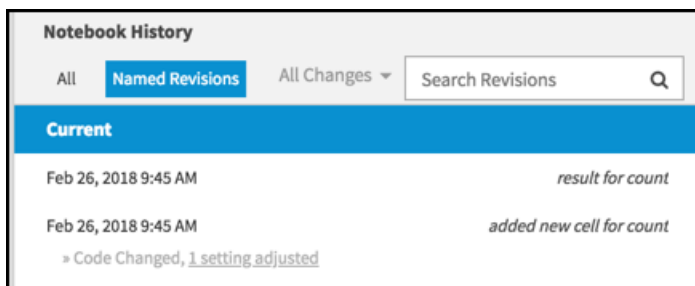 Notebook History
All Named Revisions All Changes Search Revisions
Current
Feb 26, 2018 9:45 AM result for count
Feb 26, 2018 9:45 AM added new cell for count
» Code Changed, 1 setting adjusted